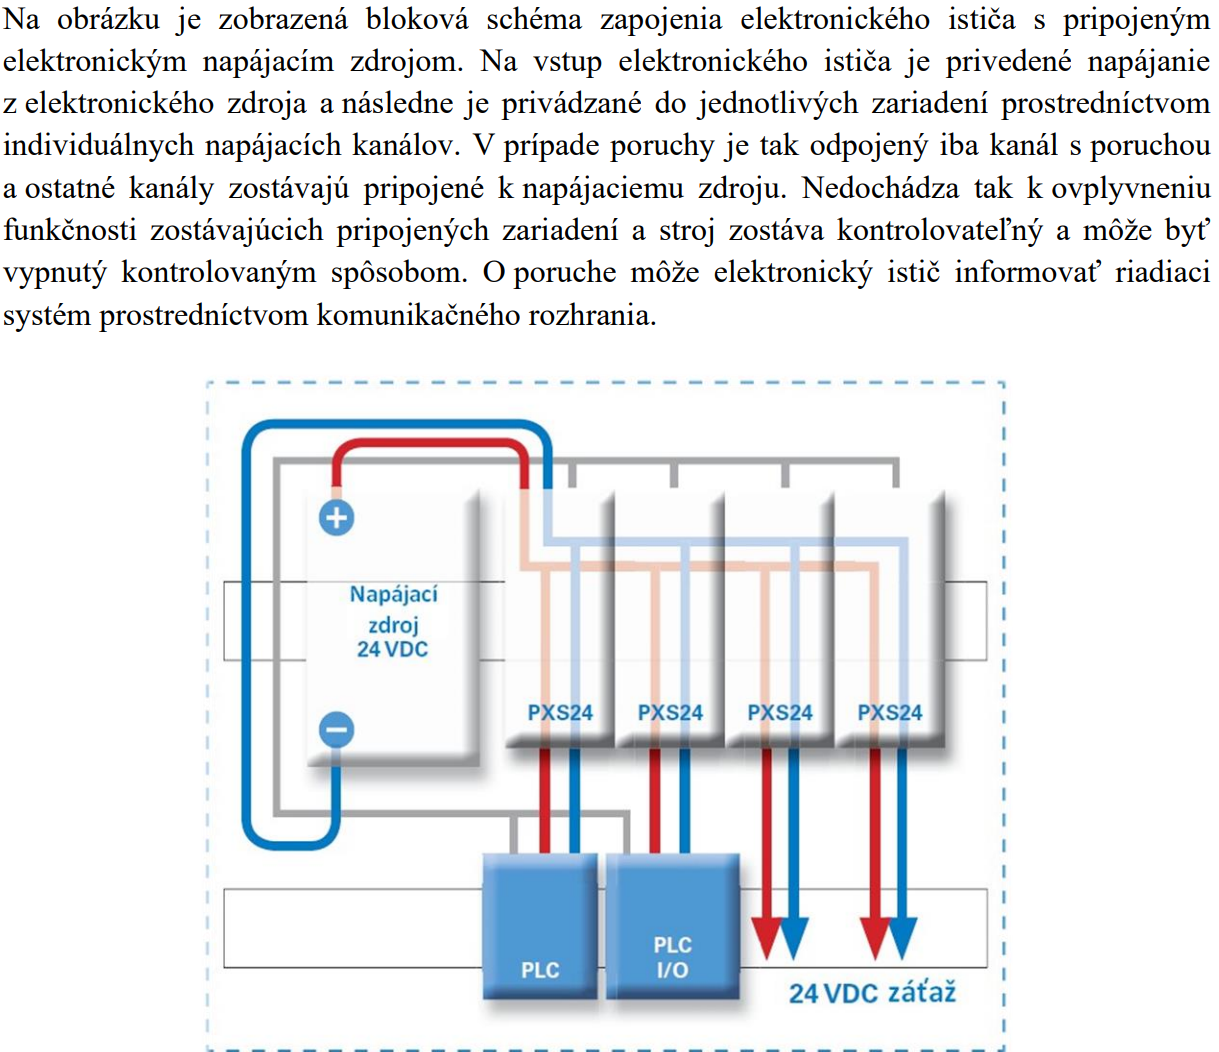 Na obrázku je zobrazená bloková schéma zapojenia elektronického ističa s pripojeným
elektronickým napájacím zdrojom. Na vstup elektronického ističa je privedené napájanie
z elektronického zdroja a následne je privádzané do jednotlivých zariadení prostredníctvom
individuálnych napájacích kanálov. V prípade poruchy je tak odpojený iba kanál s poruchou
a ostatné kanály zostávajú pripojené k napájaciemu zdroju. Nedochádza tak k ovplyvneniu
funkčnosti zostávajúcich pripojených zariadení a stroj zostáva kontrolovateľný a môže byť
vypnutý kontrolovaným spôsobom. O poruche môže elektronický istič informovať riadiaci
systém prostredníctvom komunikačného rozhrania.
+
Napájací
zdroj
24 VDC
−
PXS24 PXS24 PXS24 PXS24
PLC
PLC
I/O
24 VDC záťaž